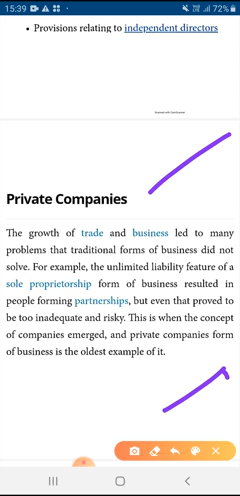 15:39 72%
• Provisions relating to independent directors
Scanned with CamScanner
Private Companies
The growth of trade and business led to many
problems that traditional forms of business did not
solve. For example, the unlimited liability feature of a
sole proprietorship form of business resulted in
people forming partnerships, but even that proved to
be too inadequate and risky. This is when the concept
of companies emerged, and private companies form
of business is the oldest example of it.